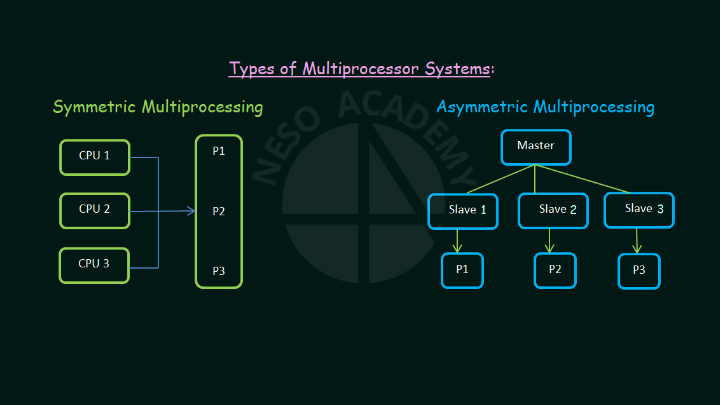 Types of Multiprocessor Systems:
Symmetric Multiprocessing
CPU 1
CPU 2
CPU 3
P1
P2
P3
Asymmetric Multiprocessing
Master
Slave 1
Slave 2
Slave 3
P1
P2
P3
NESO ACADEMY